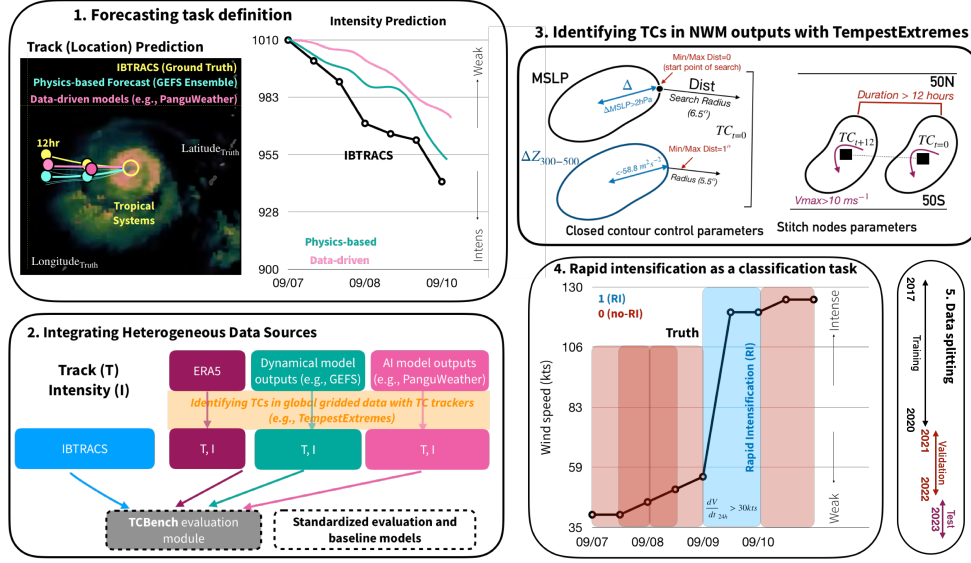 1. Forecasting task definition
Track (Location) Prediction
IBTRACS (Ground Truth)
Physics-based Forecast (GEFS Ensemble)
Data-driven models (e.g., PanguWeather)
12hr
Latitude_Truth
Tropical
Systems
Longitude_Truth
Intensity Prediction
1010
983
955
928
900
Weak
Intens
IBTRACS
Physics-based
Data-driven
09/07
09/08
09/10
2. Integrating Heterogeneous Data Sources
Track (T)
Intensity (I)
ERA5
Dynamical model
outputs (e.g., GEFS)
AI model outputs
(e.g., PanguWeather)
Identifying TCs in global gridded data with TC trackers
(e.g., TempestExtremes)
IBTRACS
T, I
T, I
T, I
TCBench evaluation
module
Standardized evaluation and
baseline models
3. Identifying TCs in NWM outputs with TempestExtremes
MSLP
Min/Max Dist=0
(start point of search)
Δ
ΔMSLP>2hPa
Dist
Search Radius
(6.5°)
TC_{t=0}
ΔZ_{300−500}
Min/Max Dist=1°
<-58.8 m² s⁻²
Radius (5.5°)
Closed contour control parameters
50N
Duration > 12 hours
TC_{t+12}
TC_{t=0}
Vmax>10 ms⁻¹
50S
Stitch nodes parameters
4. Rapid intensification as a classification task
130
106
83
59
35
Wind speed (kts)
1 (RI)
0 (no-RI)
Truth
Rapid Intensification (RI)
dV/dt 24h > 30kts
Intense
Weak
09/07
09/08
09/09
09/10
5. Data splitting
2017
Training
2020
2021
Validation
2022
Test
2023